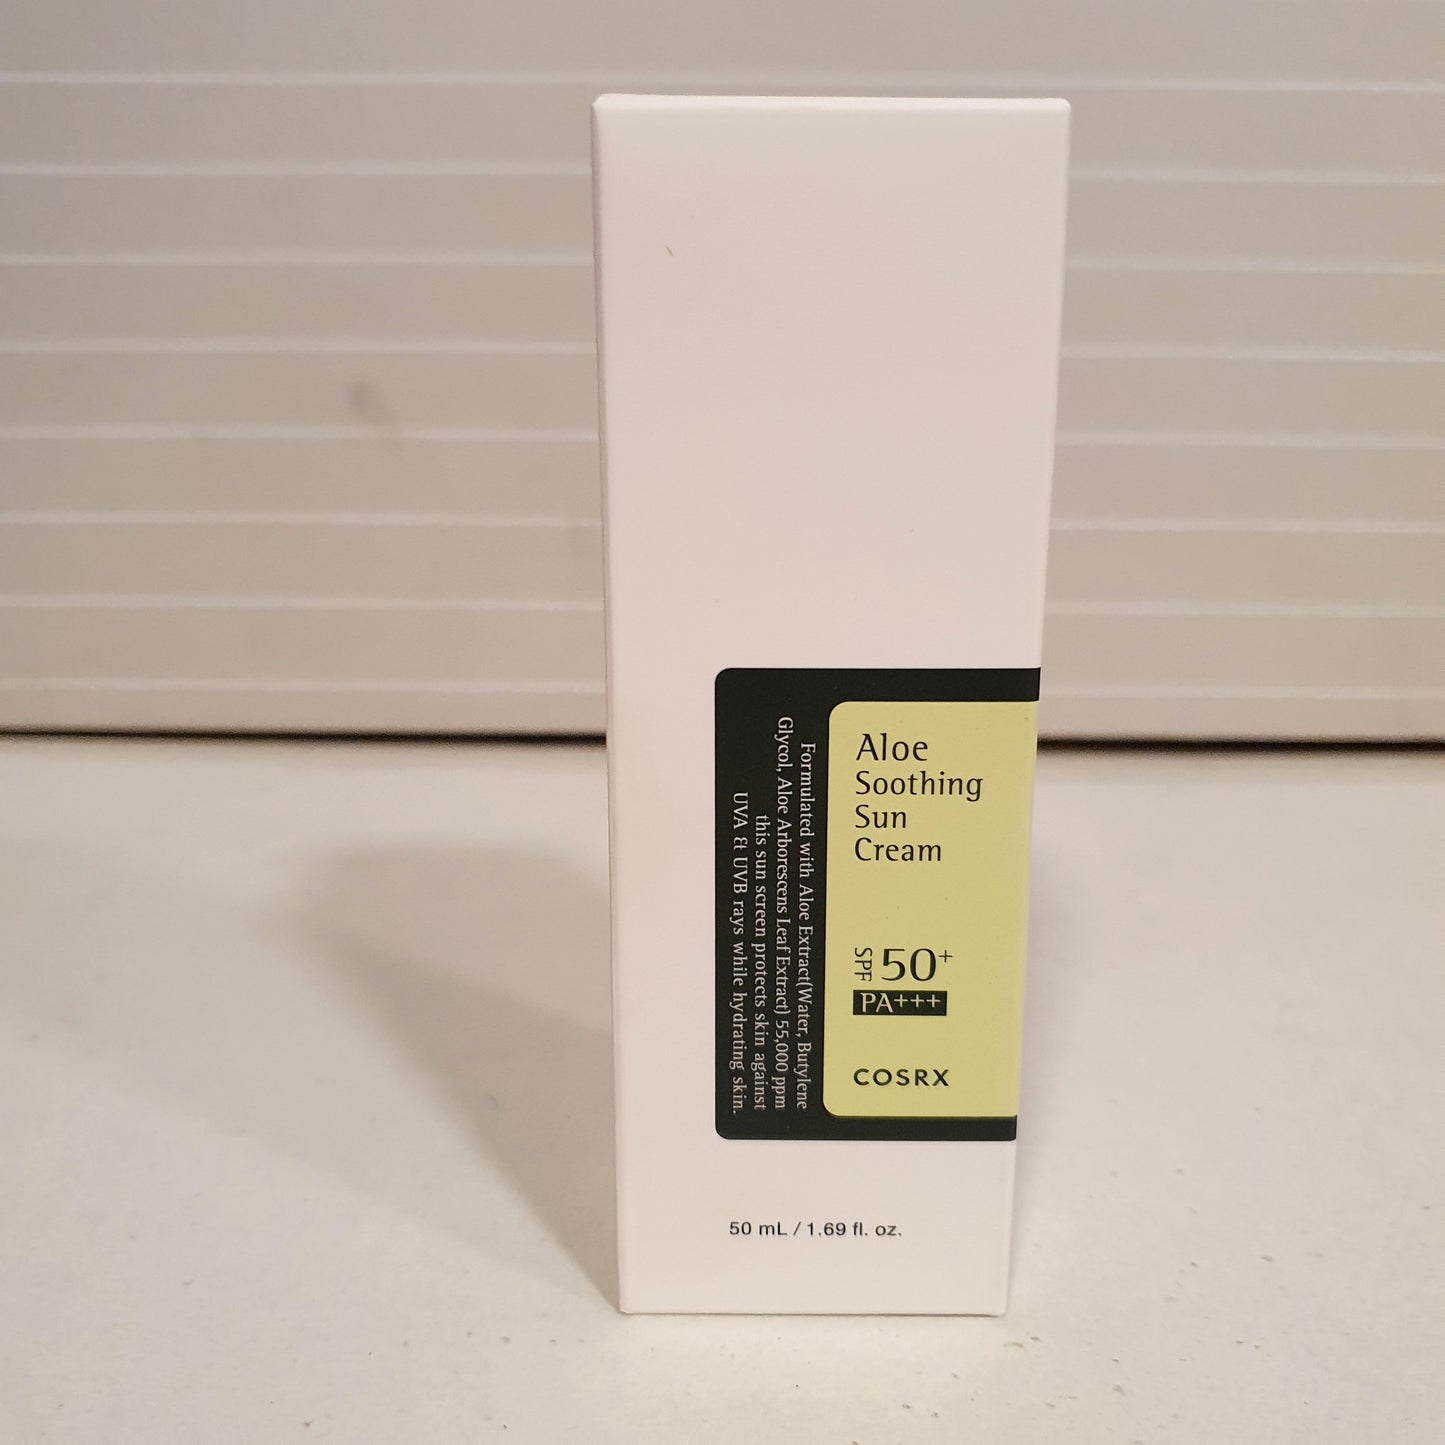 Aloe
Soothing
Sun
Cream
SPF 50+
PA+++
COSRX
Formulated with Aloe Extract(Water, Butylene
Glycol, Aloe Arborescens Leaf Extract) 55,000 ppm
this sun screen protects skin against
UVA & UVB rays while hydrating skin.
50 mL / 1.69 fl. oz.